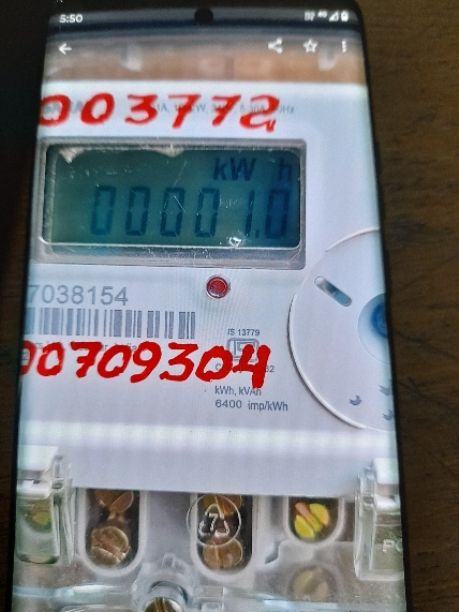 5:50
003772
kW h
00001.0
7038154
IS 13779
00709304
kWh, kVAh
6400 imp/kWh